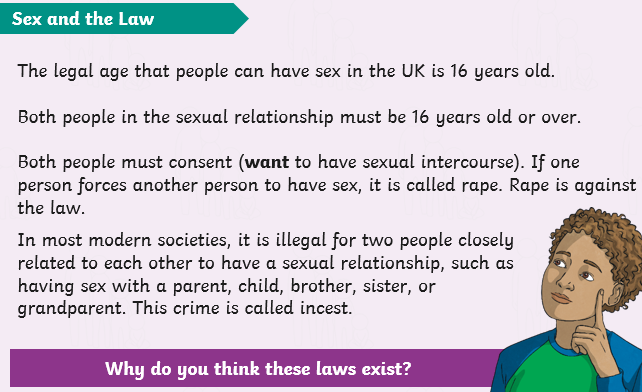 Sex and the Law
The legal age that people can have sex in the UK is 16 years old.
Both people in the sexual relationship must be 16 years old or over.
Both people must consent (want to have sexual intercourse). If one
person forces another person to have sex, it is called rape. Rape is against
the law.
In most modern societies, it is illegal for two people closely
related to each other to have a sexual relationship, such as
having sex with a parent, child, brother, sister, or
grandparent. This crime is called incest.
Why do you think these laws exist?